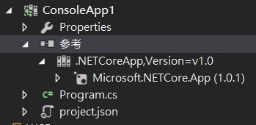 ConsoleApp1
Properties
参考
.NETCoreApp,Version=v1.0
Microsoft.NETCore.App (1.0.1)
Program.cs
project.json